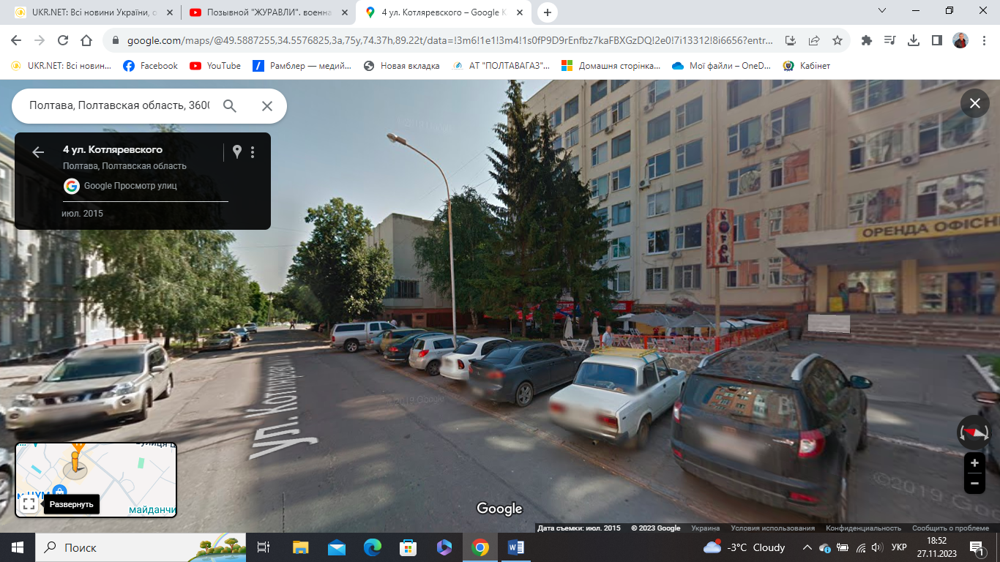 UKR.NET: Всі новини України, о
Позывной "ЖУРАВЛИ". военна
4 ул. Котляревского – Google К
google.com/maps/@49.5887255,34.5576825,3a,75y,74.37h,89.22t/data=!3m6!1e1!3m4!1s0fP9D9rEnfbz7kaFBXGzDQ!2e0!7i13312!8i6656?entr...
UKR.NET: Всі новин...
Facebook
YouTube
Рамблер — медий...
Новая вкладка
АТ "ПОЛТАВАГАЗ"...
Домашня сторінка...
Мої файли – OneD...
Кабінет
Полтава, Полтавская область, 3600
4 ул. Котляревского
Полтава, Полтавская область
Google Просмотр улиц
июл. 2015
ОРЕНДА ОФІСН
КОФЕМ
ул. Котляревского
©2019 Google
©2019 Goo
м. ЦУМ
майданчи
Развернуть
Google
Дата съемки: июл. 2015 © 2023 Google Украина Условия использования Конфиденциальность Сообщить о проблеме
Поиск
-3°C Cloudy
УКР
18:52
27.11.2023
1